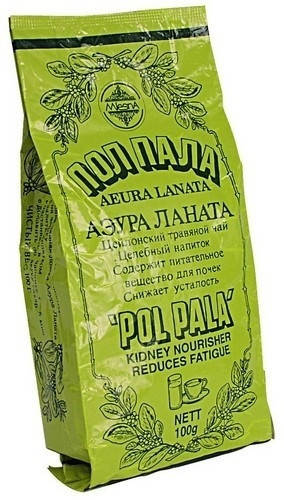 MlesnA
ПОЛ ПАЛА
AEURA LANATA
АЭУРА ЛАНАТА
Цейлонский травяной чай
Целебный напиток
Содержит питательное
вещество для почек
Снижает усталость
"POL PALA"
KIDNEY NOURISHER
REDUCES FATIGUE
NETT
100g